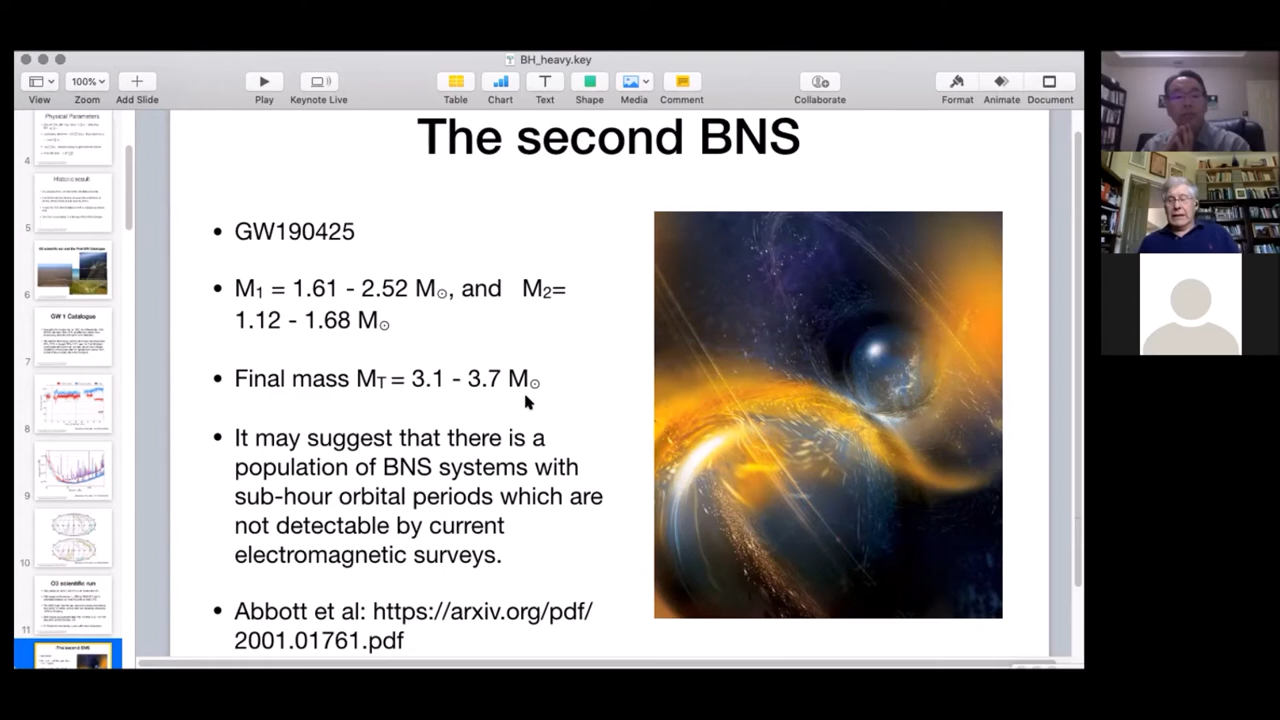 BH_heavy.key
100%
View
Zoom
Add Slide
Play
Keynote Live
Table
Chart
Text
Shape
Media
Comment
Collaborate
Format
Animate
Document
Physical Parameters
4
Historic result
5
6
GW 1 Catalogue
7
8
9
10
O3 scientific run
11
The second BNS
The second BNS
• GW190425
• M₁ = 1.61 - 2.52 M☉, and M₂=
1.12 - 1.68 M☉
• Final mass M_T = 3.1 - 3.7 M☉
• It may suggest that there is a
population of BNS systems with
sub-hour orbital periods which are
not detectable by current
electromagnetic surveys.
• Abbott et al: https://arxiv.org/pdf/
2001.01761.pdf